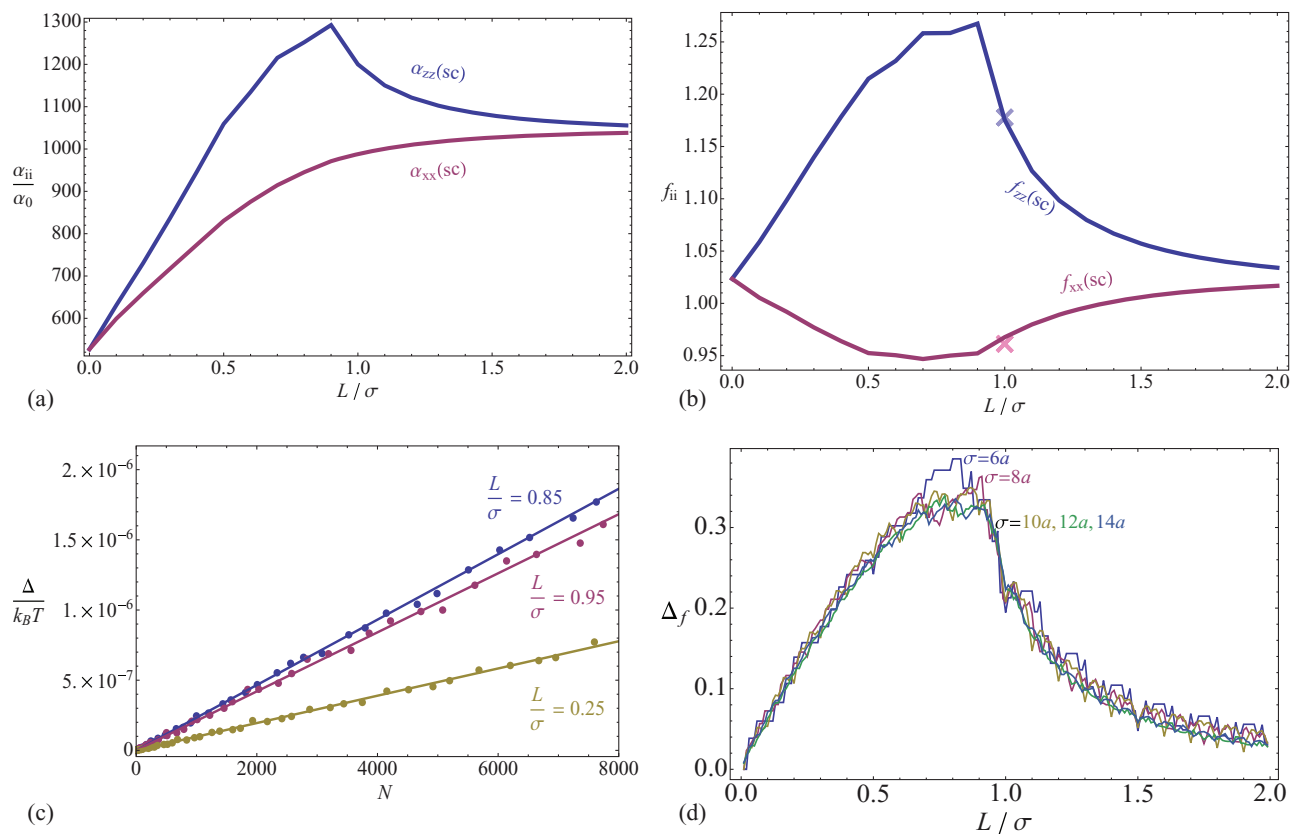 1300
1200
1100
1000
900
800
700
600
α_ii/α_0
α_zz(sc)
α_xx(sc)
0.0 0.5 1.0 1.5 2.0
L / σ
(a)
1.25
1.20
1.15
1.10
1.05
1.00
0.95
f_ii
f_zz(sc)
f_xx(sc)
0.0 0.5 1.0 1.5 2.0
L / σ
(b)
2. × 10^-6
1.5 × 10^-6
1. × 10^-6
5. × 10^-7
0
Δ/k_BT
L/σ = 0.85
L/σ = 0.95
L/σ = 0.25
0 2000 4000 6000 8000
N
(c)
0.3
0.2
0.1
0.0
Δ_f
σ=6a
σ=8a
σ=10a, 12a, 14a
0.0 0.5 1.0 1.5 2.0
L / σ
(d)